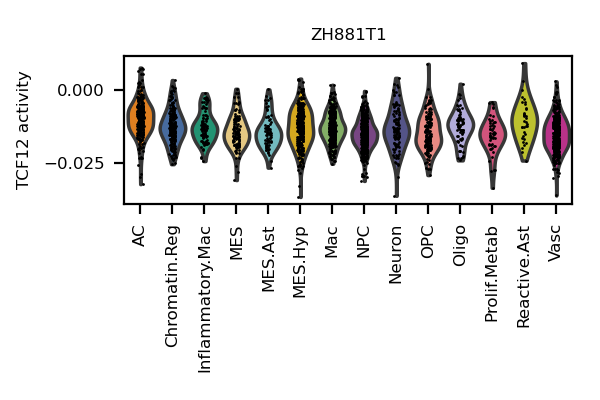 ZH881T1
TCF12 activity
0.000
−0.025
AC
Chromatin.Reg
Inflammatory.Mac
MES
MES.Ast
MES.Hyp
Mac
NPC
Neuron
OPC
Oligo
Prolif.Metab
Reactive.Ast
Vasc